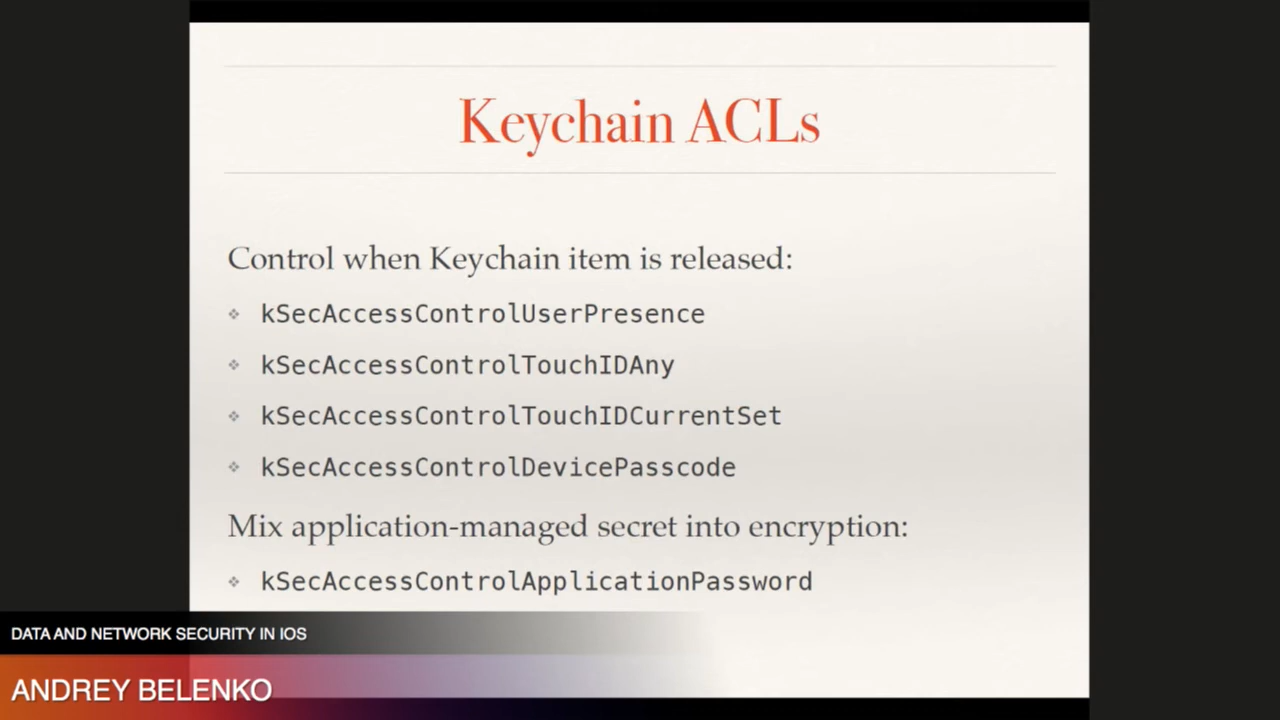 Keychain ACLs
Control when Keychain item is released:
❖ kSecAccessControlUserPresence
❖ kSecAccessControlTouchIDAny
❖ kSecAccessControlTouchIDCurrentSet
❖ kSecAccessControlDevicePasscode
Mix application-managed secret into encryption:
❖ kSecAccessControlApplicationPassword
DATA AND NETWORK SECURITY IN IOS
ANDREY BELENKO